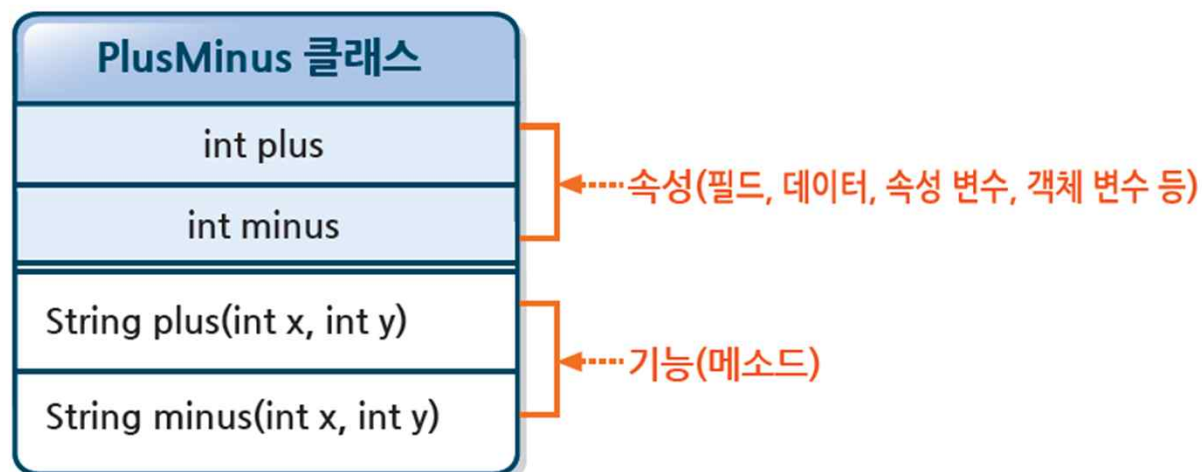 PlusMinus 클래스
int plus
int minus
속성(필드, 데이터, 속성 변수, 객체 변수 등)
String plus(int x, int y)
String minus(int x, int y)
기능(메소드)